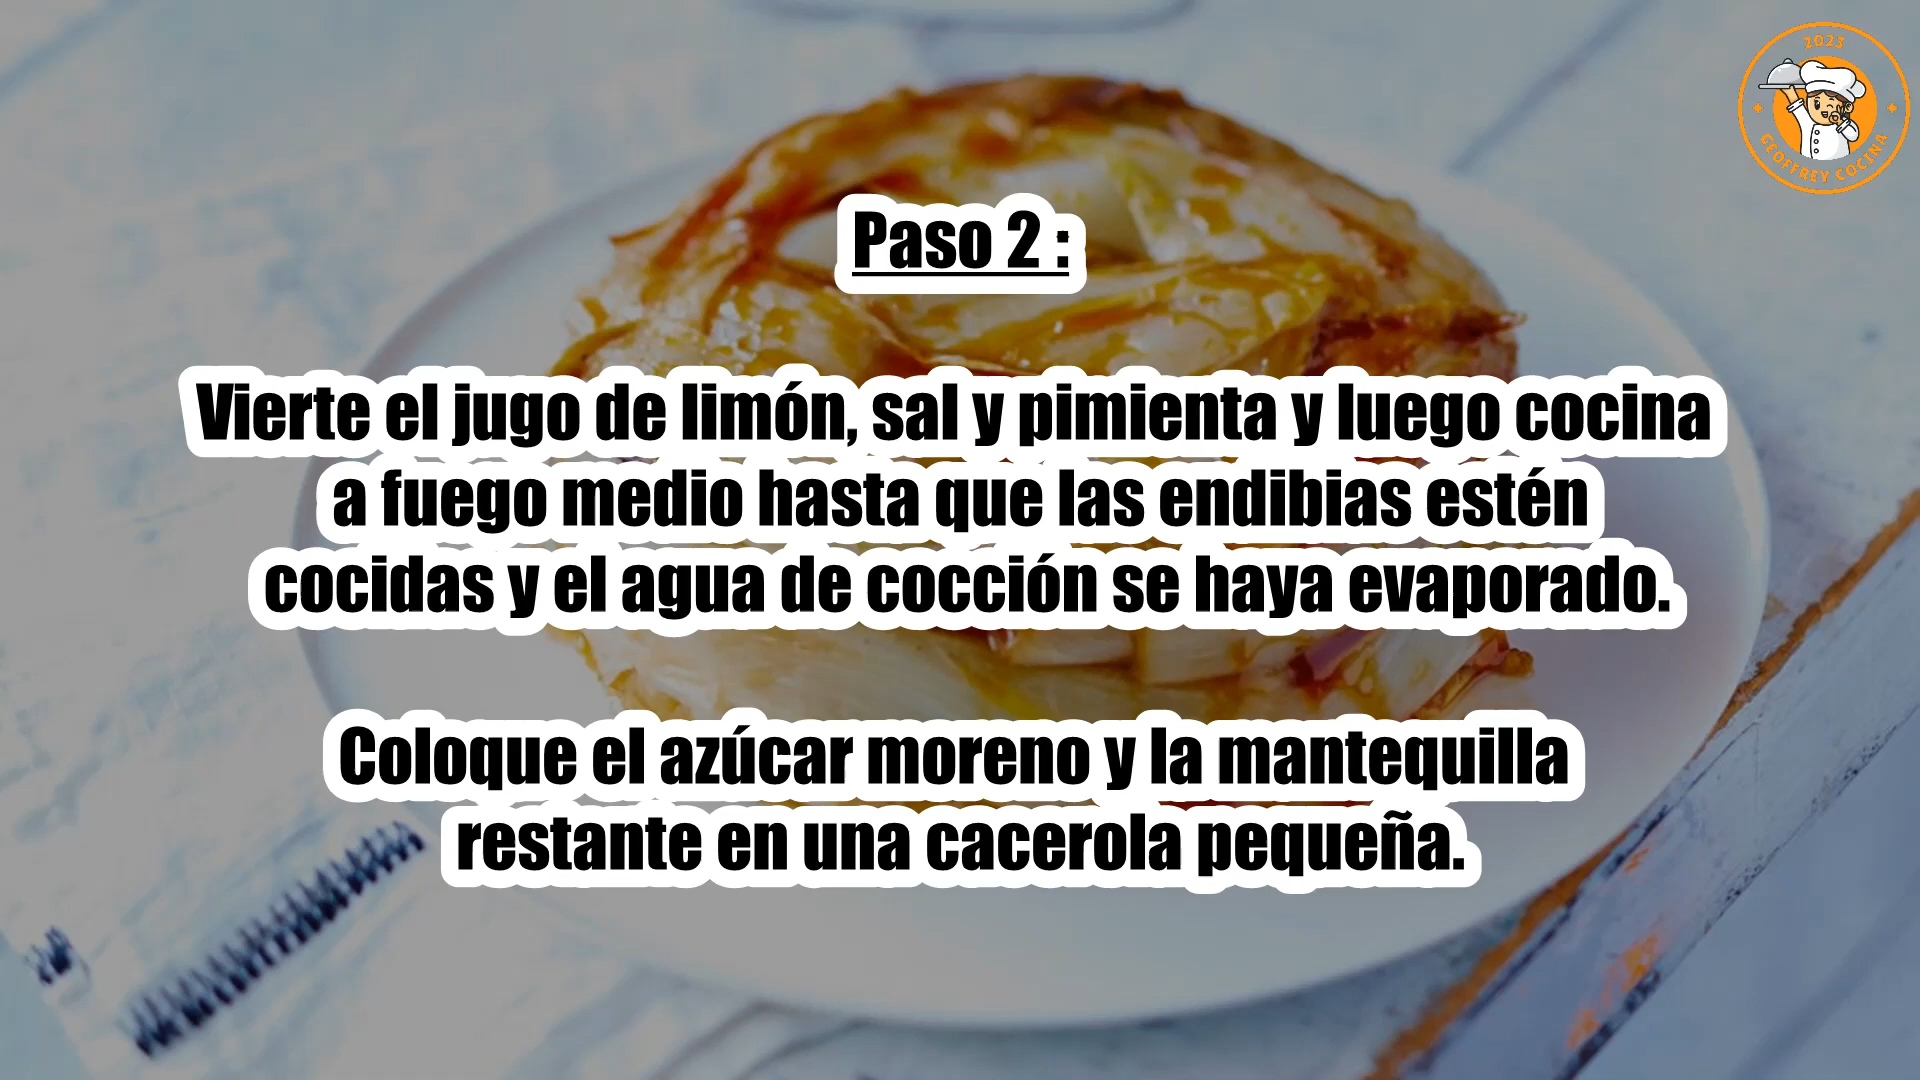 2023
GEOFFREY COCINA
Paso 2 :
Vierte el jugo de limón, sal y pimienta y luego cocina
a fuego medio hasta que las endibias estén
cocidas y el agua de cocción se haya evaporado.
Coloque el azúcar moreno y la mantequilla
restante en una cacerola pequeña.